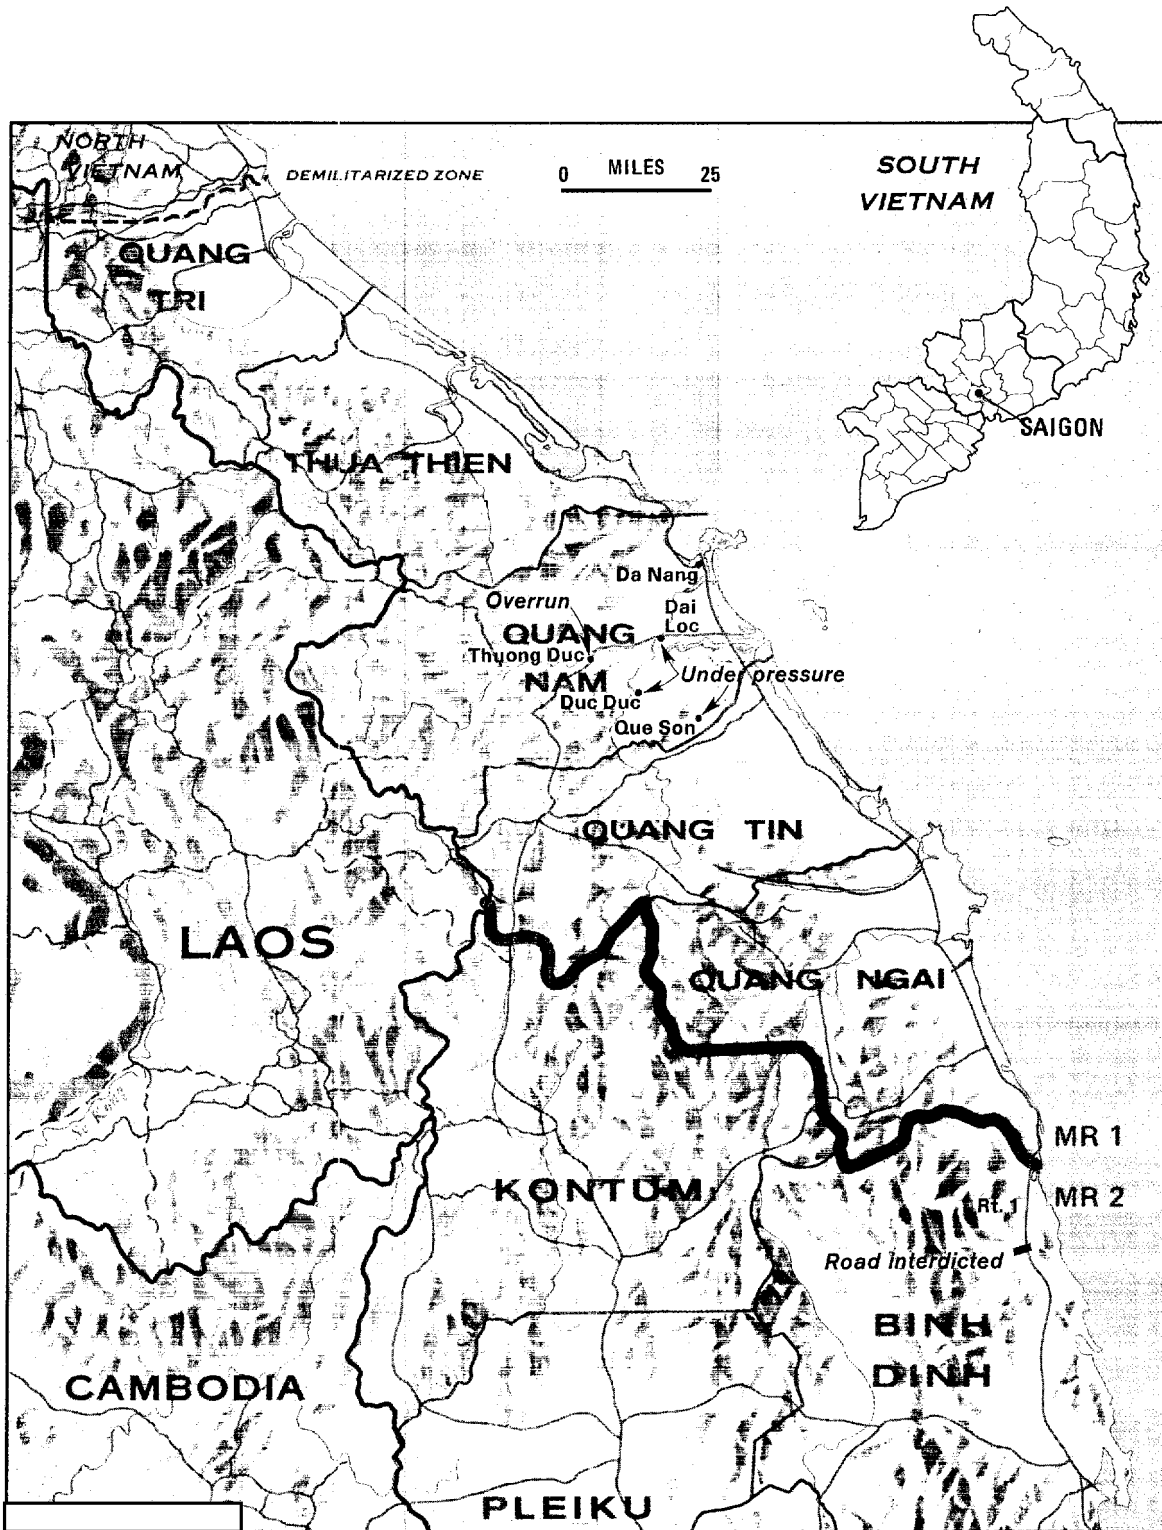 NORTH
VIETNAM
DEMILITARIZED ZONE
0 MILES 25
SOUTH
VIETNAM
SAIGON
QUANG
TRI
THUA THIEN
Da Nang
Overrun
Dai
Loc
QUANG
Thuong Duc
NAM
Under pressure
Duc Duc
Que Son
QUANG TIN
LAOS
QUANG NGAI
MR 1
MR 2
KONTUM
Rt. 1
Road interdicted
BINH
DINH
CAMBODIA
PLEIKU